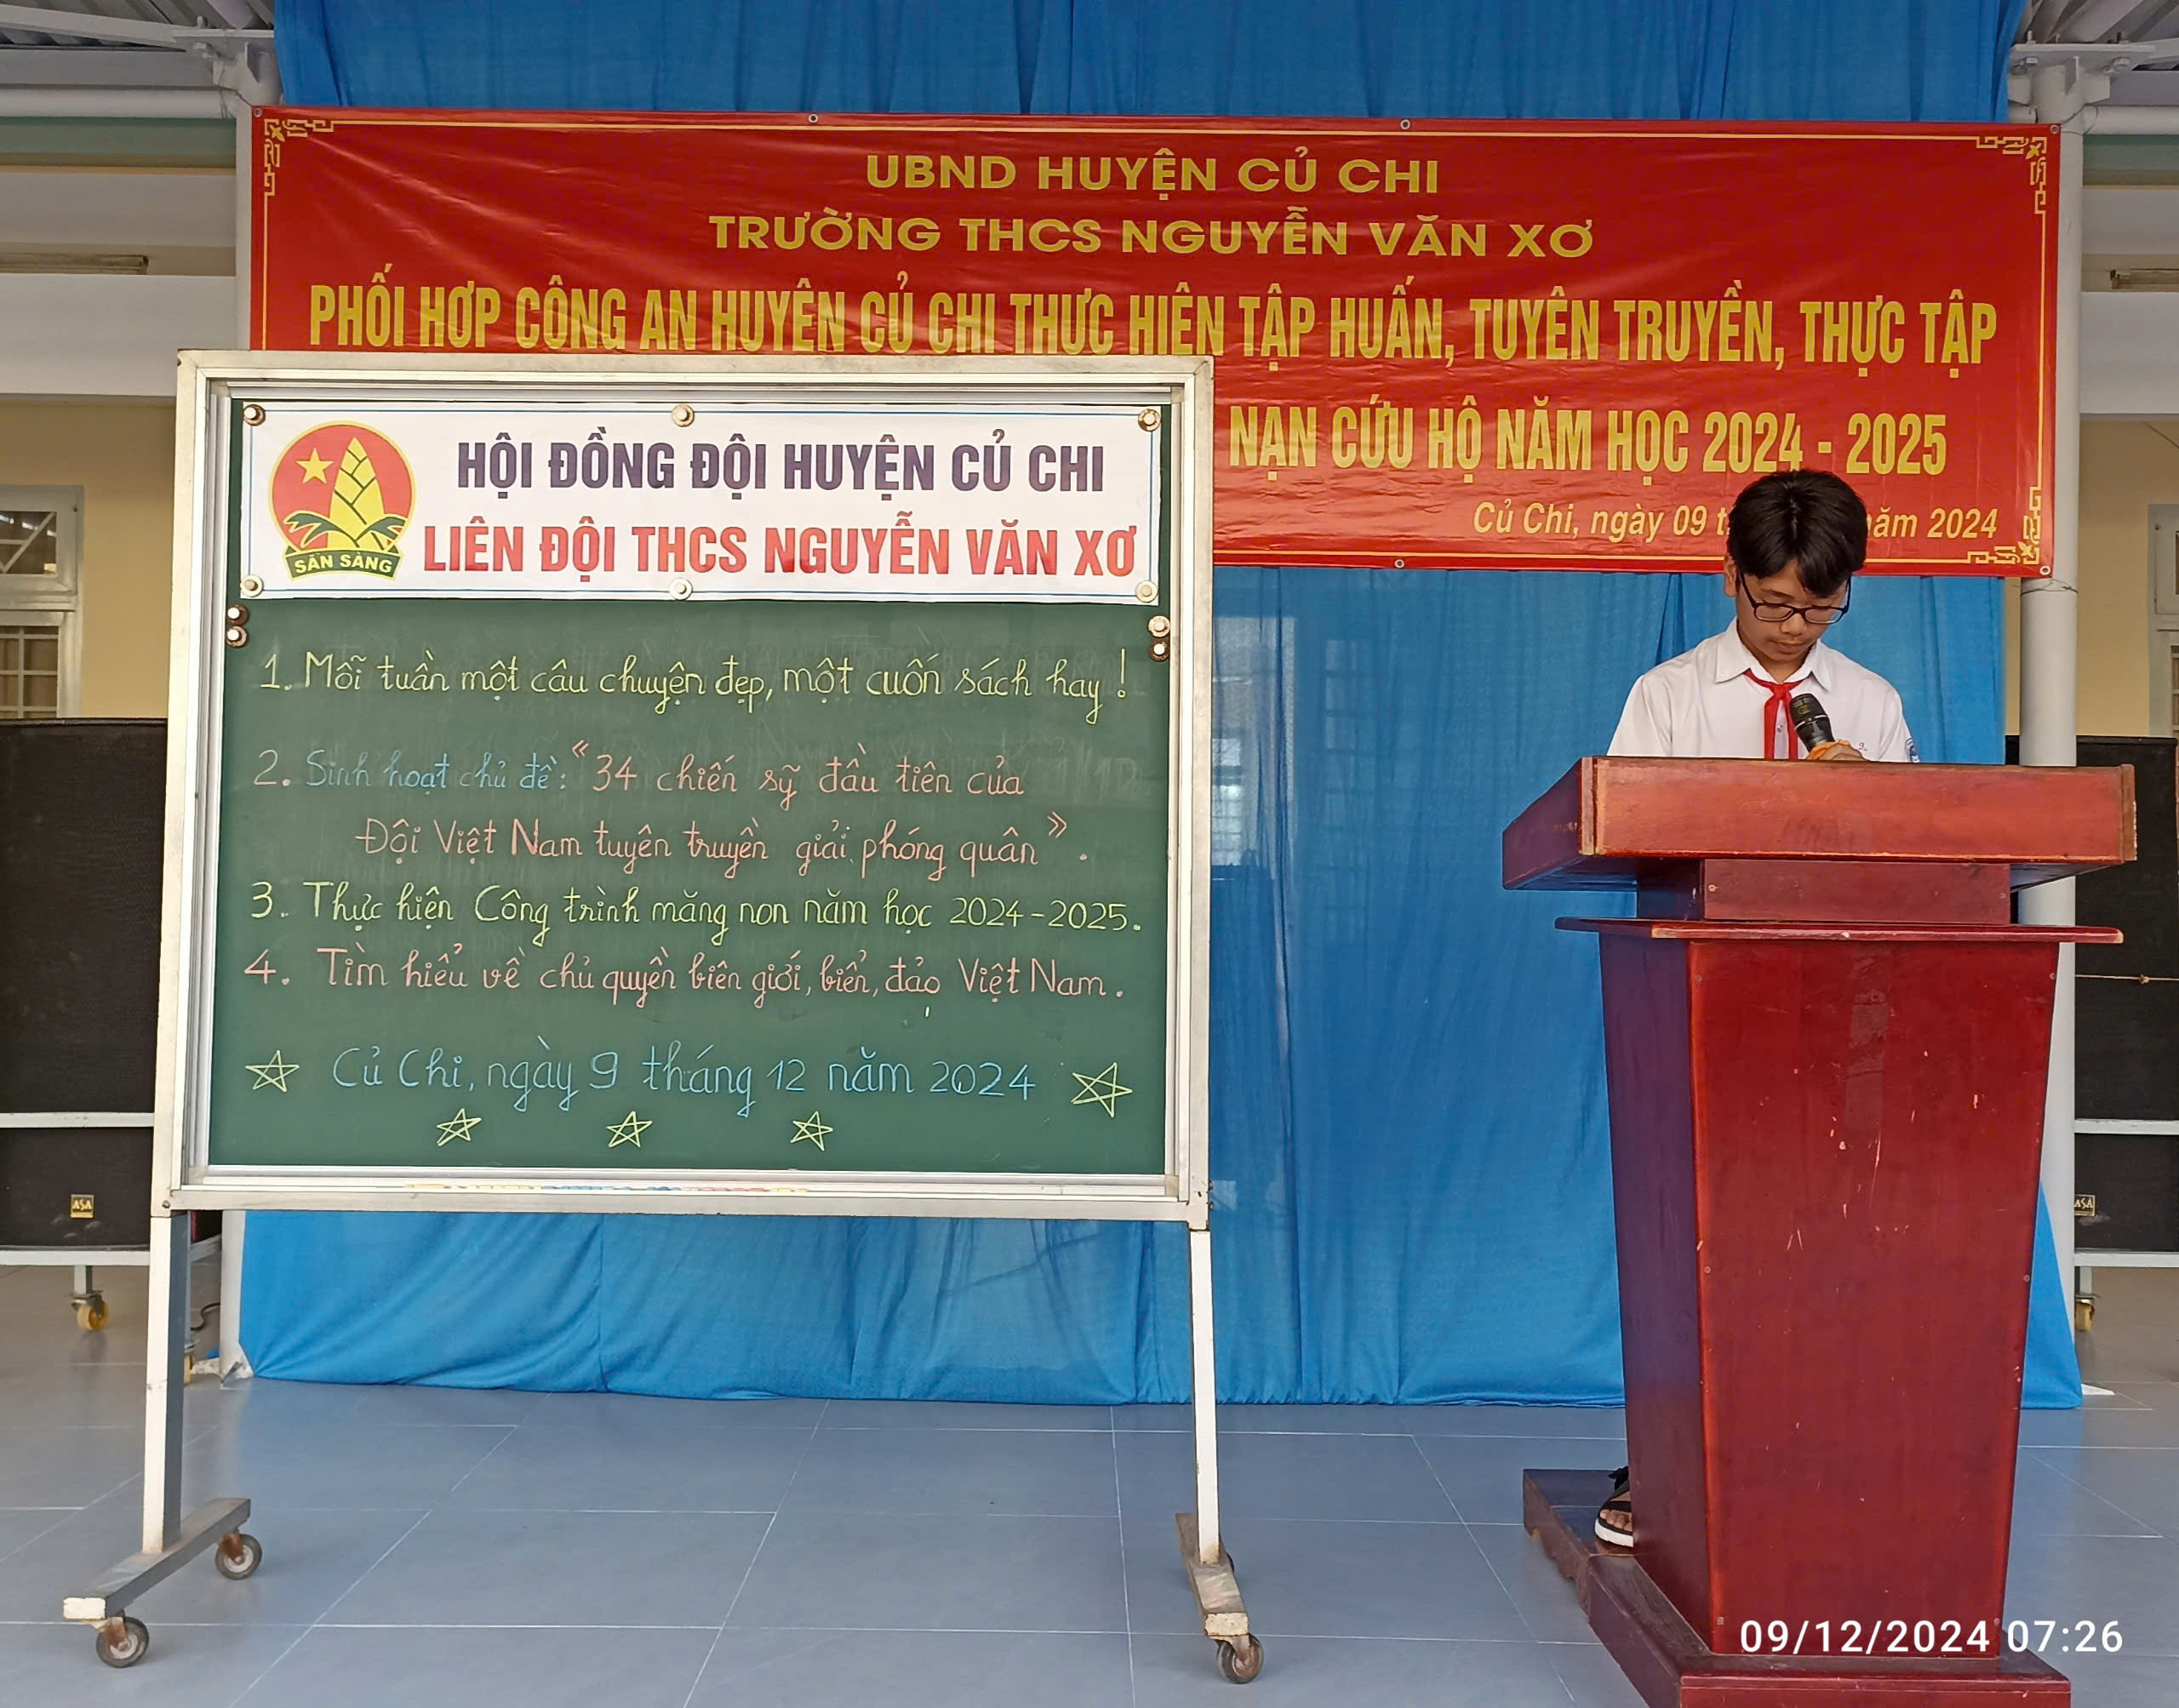 UBND HUYỆN CỦ CHI
TRƯỜNG THCS NGUYỄN VĂN XƠ
PHỐI HỢP CÔNG AN HUYỆN CỦ CHI THỰC HIỆN TẬP HUẤN, TUYÊN TRUYỀN, THỰC TẬP
NẠN CỨU HỘ NĂM HỌC 2024 - 2025
Củ Chi, ngày 09 năm 2024
HỘI ĐỒNG ĐỘI HUYỆN CỦ CHI
LIÊN ĐỘI THCS NGUYỄN VĂN XƠ
SẴN SÀNG
1. Mỗi tuần một câu chuyện đẹp, một cuốn sách hay !
2. Sinh hoạt chủ đề: "34 chiến sỹ đầu tiên của
Đội Việt Nam tuyên truyền giải phóng quân".
3. Thực hiện Công trình măng non năm học 2024-2025.
4. Tìm hiểu về chủ quyền biên giới, biển, đảo Việt Nam.
Củ Chi, ngày 9 tháng 12 năm 2024
ASA
ASA
09/12/2024 07:26